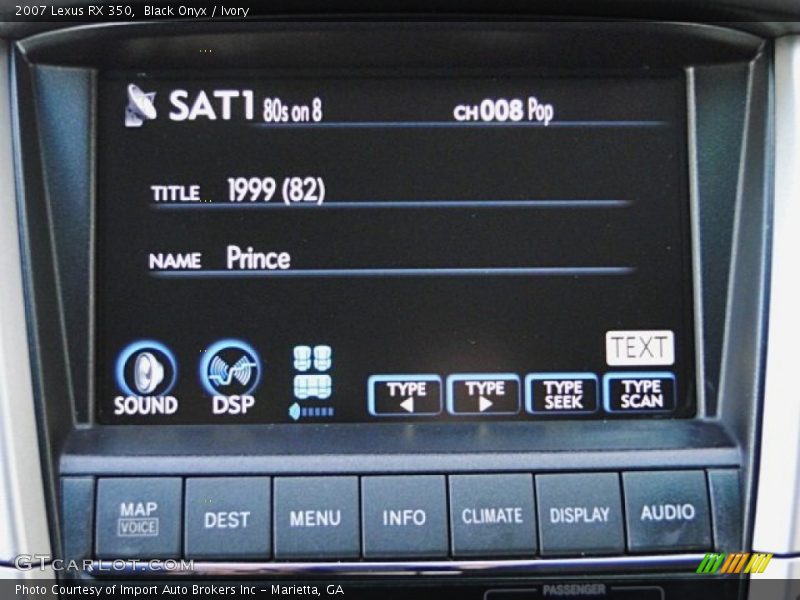 2007 Lexus RX 350, Black Onyx / Ivory
SAT1 80s on 8 CH 008 Pop
TITLE 1999 (82)
NAME Prince
TEXT
SOUND DSP TYPE TYPE TYPE SEEK TYPE SCAN
MAP VOICE DEST MENU INFO CLIMATE DISPLAY AUDIO
GTCARLOT.COM
PASSENGER
Photo Courtesy of Import Auto Brokers Inc - Marietta, GA